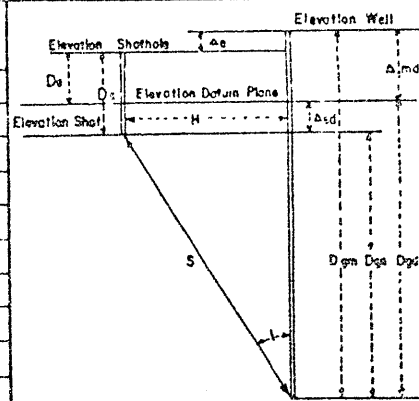 Elevation Well
Elevation Shothole
Δe
Ds
Elevation Datum Plane
Δmd
Elevation Shot
H
Δsd
S
Dgm Dgs Dgd
i